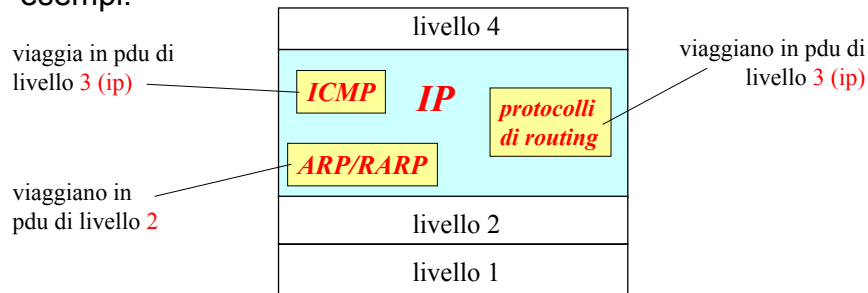 esempi:
livello 4
viaggia in pdu di
livello 3 (ip)
viaggiano in pdu di
livello 3 (ip)
ICMP
IP
protocolli
di routing
ARP/RARP
viaggiano in
pdu di livello 2
livello 2
livello 1